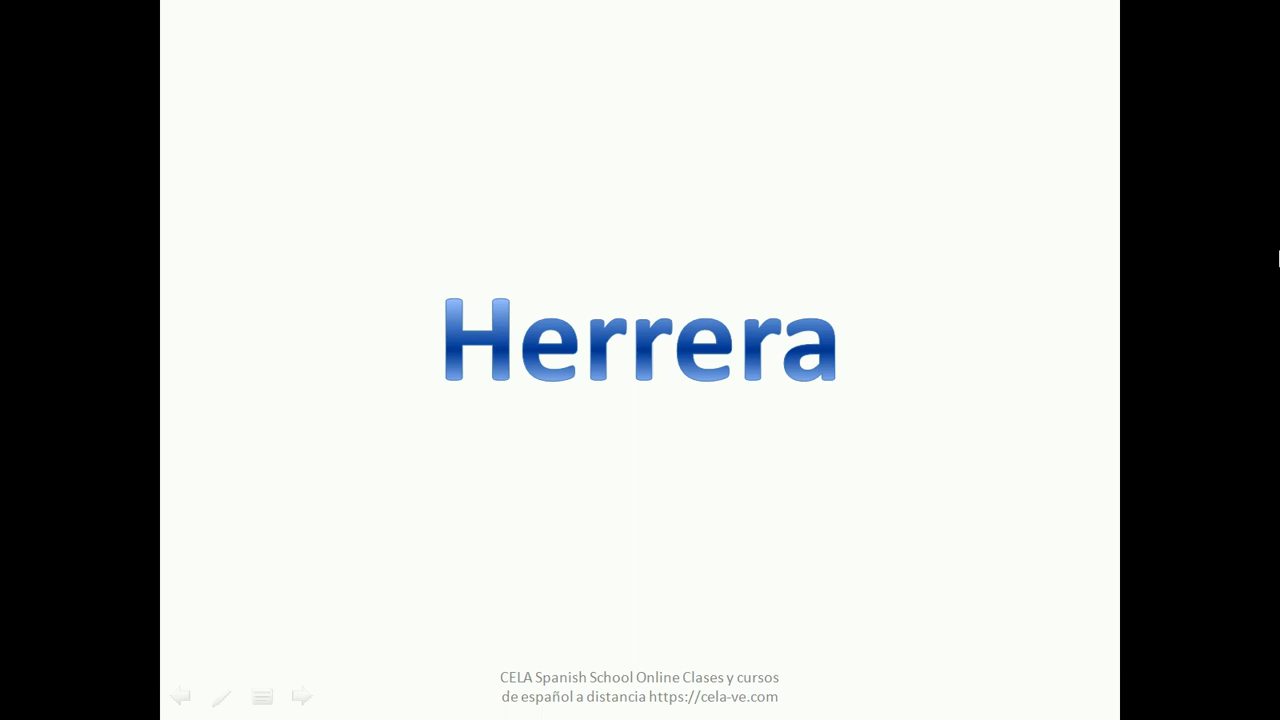 Herrera
CELA Spanish School Online Clases y cursos
de español a distancia https://cela-ve.com